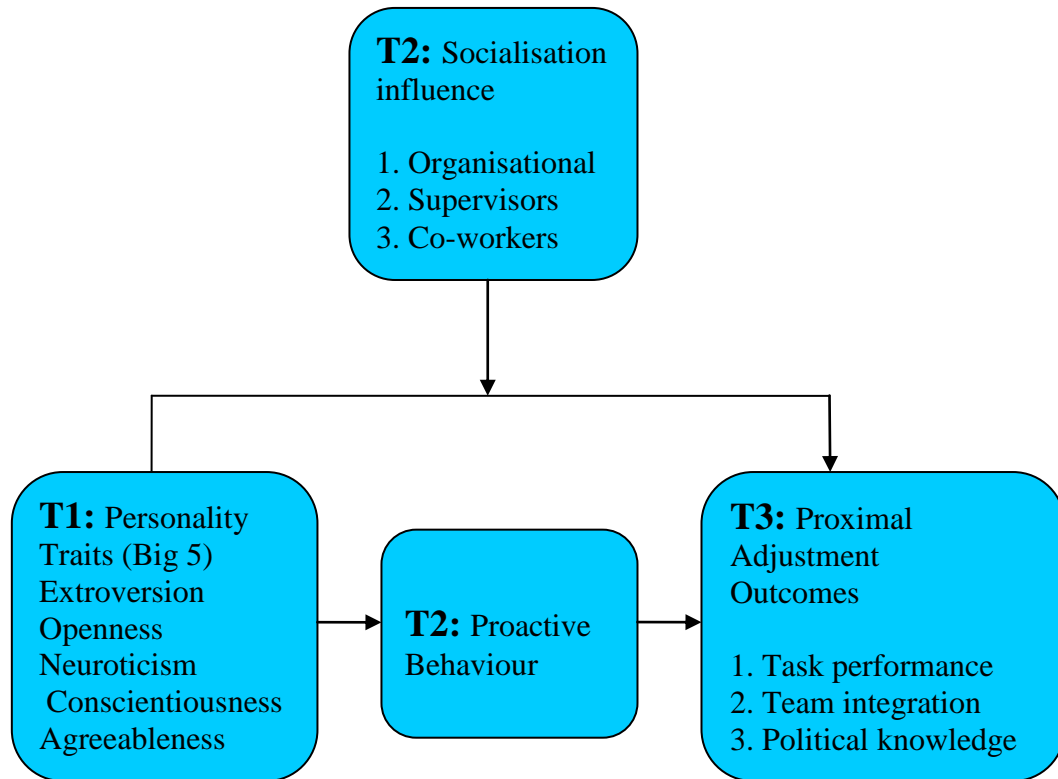 T2: Socialisation
influence
1. Organisational
2. Supervisors
3. Co-workers
T1: Personality
Traits (Big 5)
Extroversion
Openness
Neuroticism
Conscientiousness
Agreeableness
T2: Proactive
Behaviour
T3: Proximal
Adjustment
Outcomes
1. Task performance
2. Team integration
3. Political knowledge